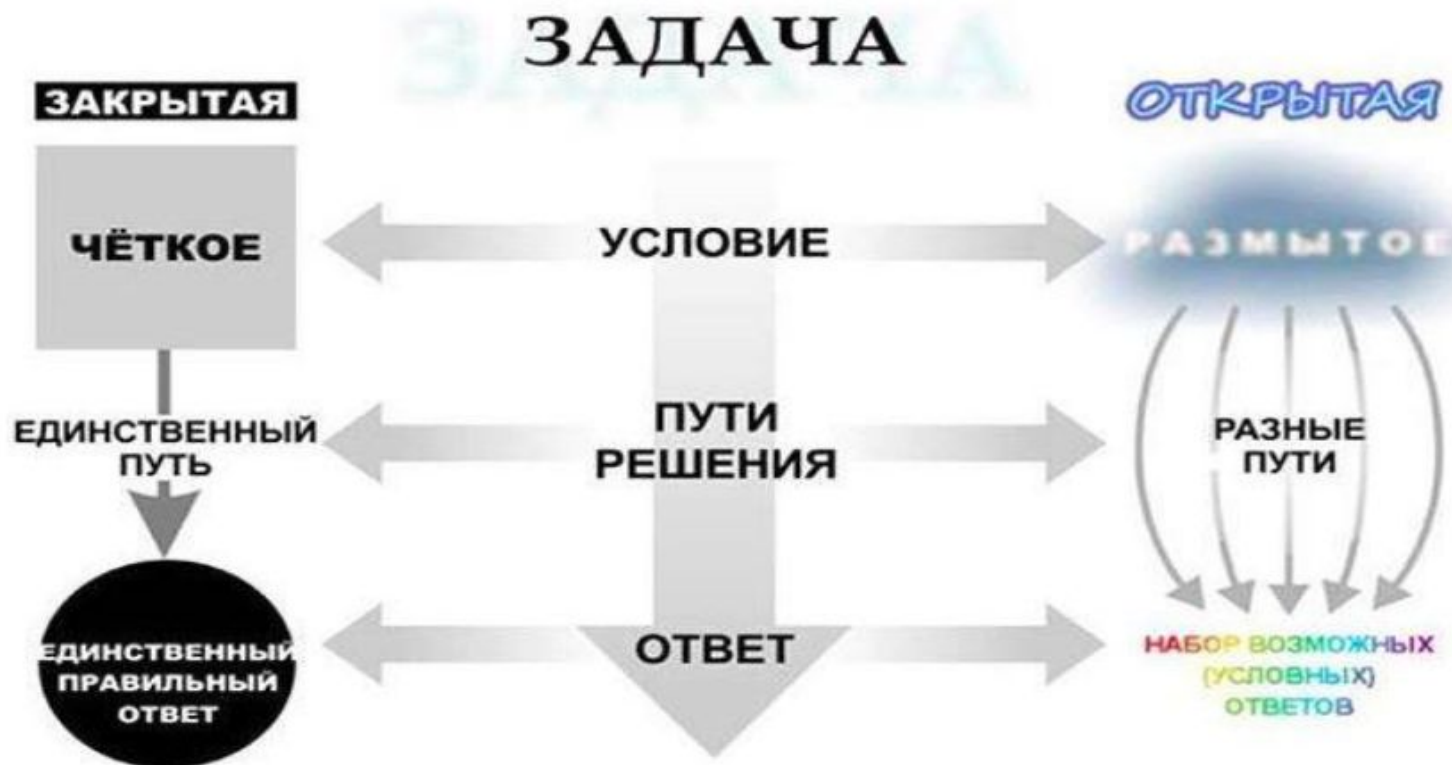 ЗАДАЧА
ЗАКРЫТАЯ
ОТКРЫТАЯ
ЧЁТКОЕ
УСЛОВИЕ
РАЗМЫТОЕ
ЕДИНСТВЕННЫЙ
ПУТЬ
ПУТИ
РЕШЕНИЯ
РАЗНЫЕ
ПУТИ
ЕДИНСТВЕННЫЙ
ПРАВИЛЬНЫЙ
ОТВЕТ
ОТВЕТ
НАБОР ВОЗМОЖНЫХ
(УСЛОВНЫХ)
ОТВЕТОВ